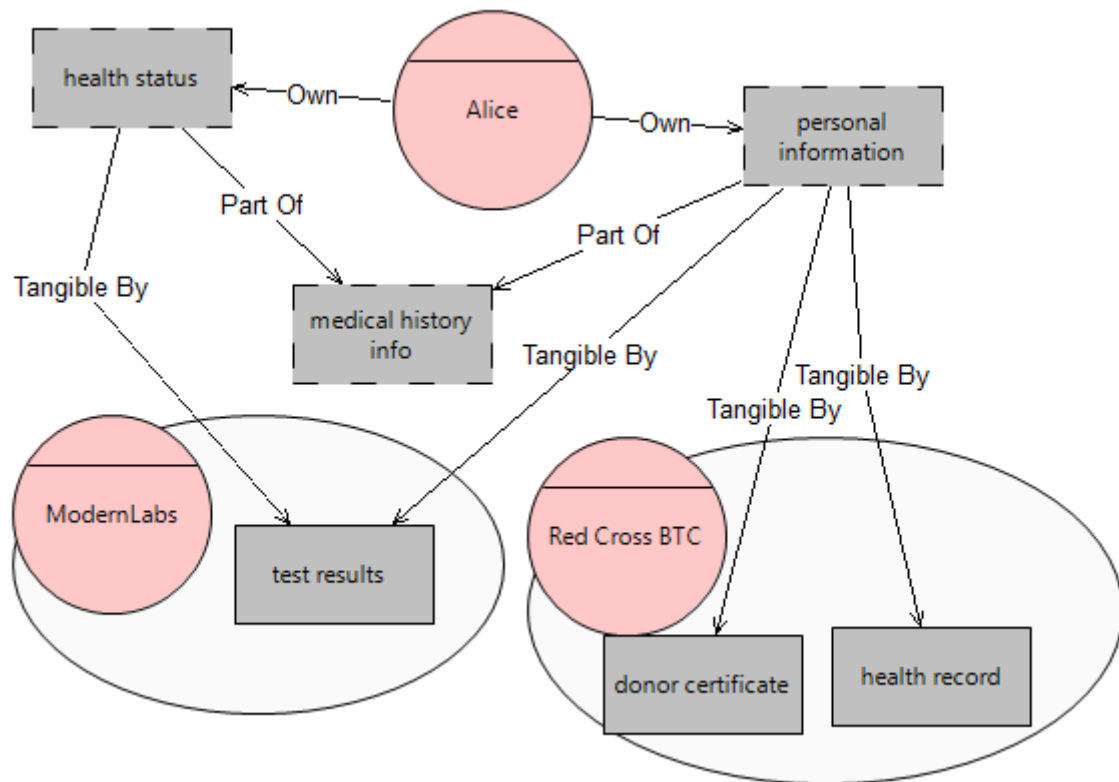 health status
Own
Alice
Own
personal
information
Part Of
Part Of
Tangible By
medical history
info
Tangible By
Tangible By
Tangible By
ModernLabs
Red Cross BTC
test results
donor certificate
health record